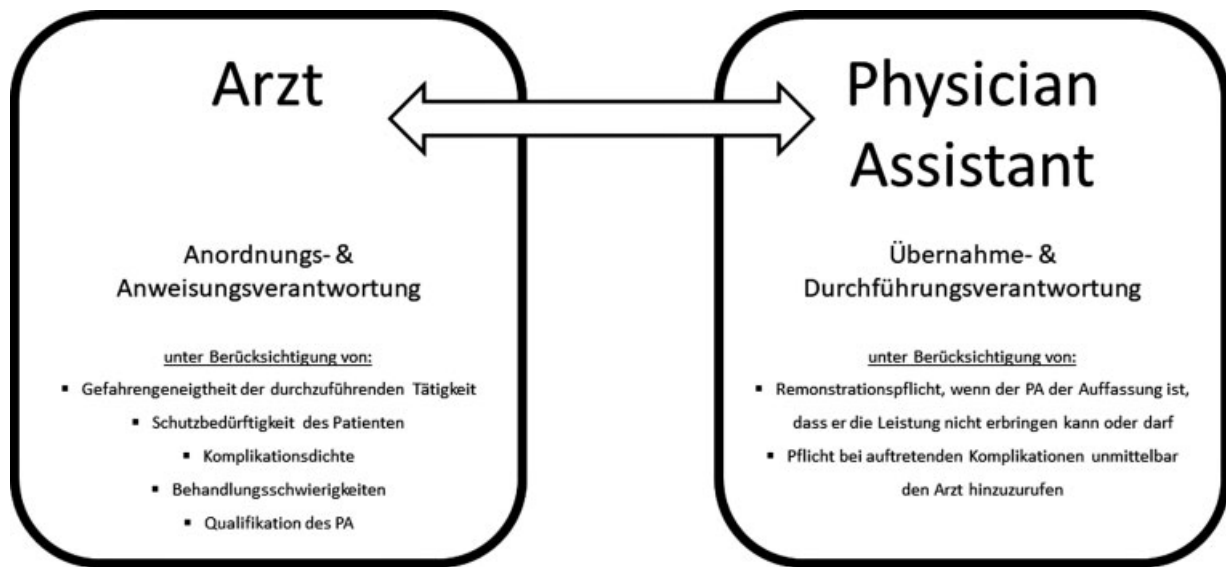 Arzt
Anordnungs- &
Anweisungsverantwortung
unter Berücksichtigung von:
▪ Gefahrengeneigtheit der durchzuführenden Tätigkeit
▪ Schutzbedürftigkeit des Patienten
▪ Komplikationsdichte
▪ Behandlungsschwierigkeiten
▪ Qualifikation des PA
Physician
Assistant
Übernahme- &
Durchführungsverantwortung
unter Berücksichtigung von:
▪ Remonstrationspflicht, wenn der PA der Auffassung ist,
dass er die Leistung nicht erbringen kann oder darf
▪ Pflicht bei auftretenden Komplikationen unmittelbar
den Arzt hinzuzurufen